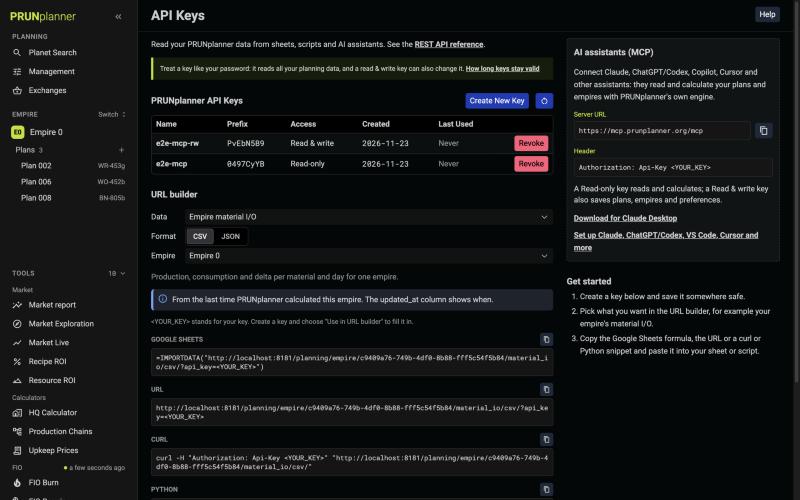 PRUNplanner
PLANNING
Planet Search
Management
Exchanges
EMPIRE
Switch
E0
Empire 0
Plans 3
Plan 002
WR-453g
Plan 006
WO-452b
Plan 008
BN-805b
TOOLS
18
Market
Market report
Market Exploration
Market Live
Recipe ROI
Resource ROI
Calculators
HQ Calculator
Production Chains
Upkeep Prices
FIO
a few seconds ago
FIO Burn
API Keys
Help
Read your PRUNplanner data from sheets, scripts and AI assistants. See the REST API reference.
Treat a key like your password: it reads all your planning data, and a read & write key can also change it. How long keys stay valid
PRUNplanner API Keys
Create New Key
Name Prefix Access Created Last Used
e2e-mcp-rw PvEbN5B9 Read & write 2026-11-23 Never Revoke
e2e-mcp 0497CyYB Read-only 2026-11-23 Never Revoke
URL builder
Data
Empire material I/O
Format
CSV
JSON
Empire
Empire 0
Production, consumption and delta per material and day for one empire.
From the last time PRUNplanner calculated this empire. The updated_at column shows when.
<YOUR_KEY> stands for your key. Create a key and choose "Use in URL builder" to fill it in.
GOOGLE SHEETS
=IMPORTDATA("http://localhost:8181/planning/empire/c9409a76-749b-4df0-8b88-fff5c54f5b84/material_i
o/csv/?api_key=<YOUR_KEY>")
URL
http://localhost:8181/planning/empire/c9409a76-749b-4df0-8b88-fff5c54f5b84/material_io/csv/?api_ke
y=<YOUR_KEY>
CURL
curl -H "Authorization: Api-Key <YOUR_KEY>" "http://localhost:8181/planning/empire/c9409a76-749b-4
df0-8b88-fff5c54f5b84/material_io/csv/"
PYTHON
AI assistants (MCP)
Connect Claude, ChatGPT/Codex, Copilot, Cursor and
other assistants: they read and calculate your plans and
empires with PRUNplanner's own engine.
Server URL
https://mcp.prunplanner.org/mcp
Header
Authorization: Api-Key <YOUR_KEY>
A Read-only key reads and calculates; a Read & write key
also saves plans, empires and preferences.
Download for Claude Desktop
Set up Claude, ChatGPT/Codex, VS Code, Cursor and
more
Get started
1. Create a key below and save it somewhere safe.
2. Pick what you want in the URL builder, for example your
empire's material I/O.
3. Copy the Google Sheets formula, the URL or a curl or
Python snippet and paste it into your sheet or script.